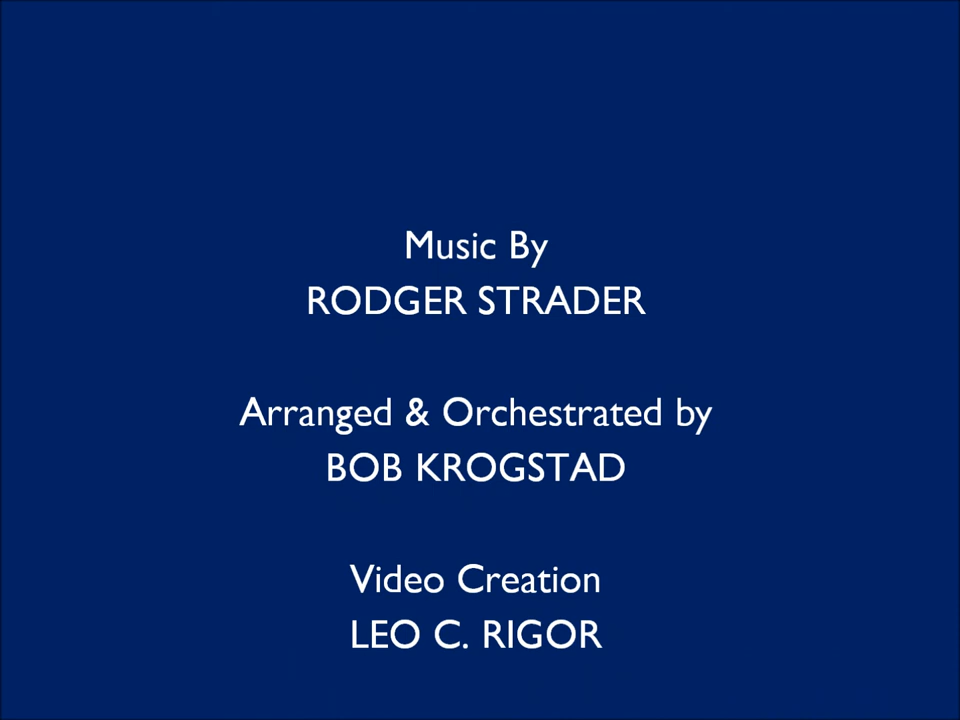 Music By
RODGER STRADER
Arranged & Orchestrated by
BOB KROGSTAD
Video Creation
LEO C. RIGOR